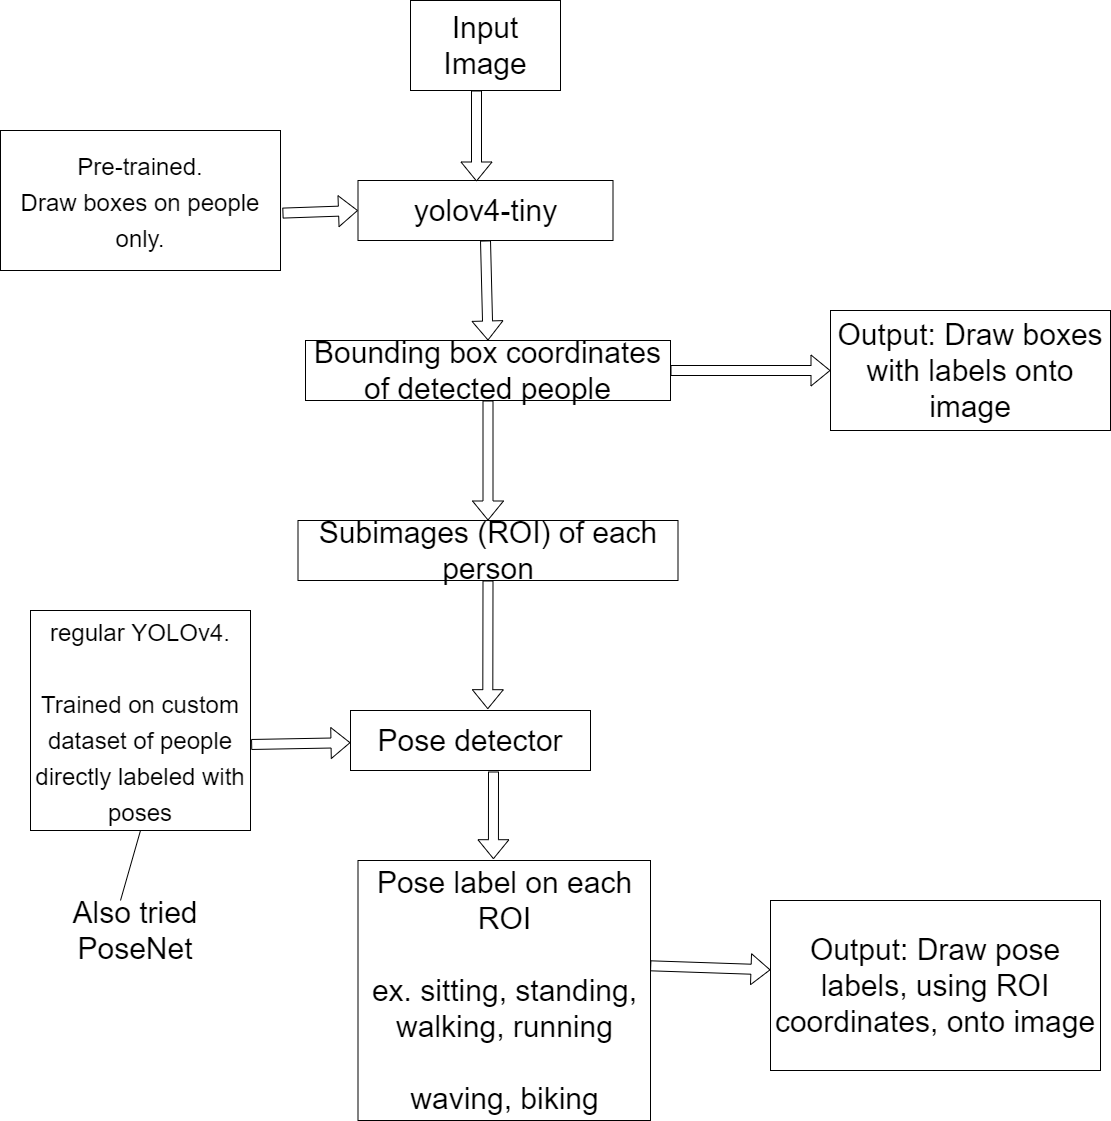 Input
Image
Pre-trained.
Draw boxes on people
only.
yolov4-tiny
Bounding box coordinates
of detected people
Output: Draw boxes
with labels onto
image
Subimages (ROI) of each
person
regular YOLOv4.
Trained on custom
dataset of people
directly labeled with
poses
Pose detector
Also tried
PoseNet
Pose label on each
ROI
ex. sitting, standing,
walking, running
waving, biking
Output: Draw pose
labels, using ROI
coordinates, onto image